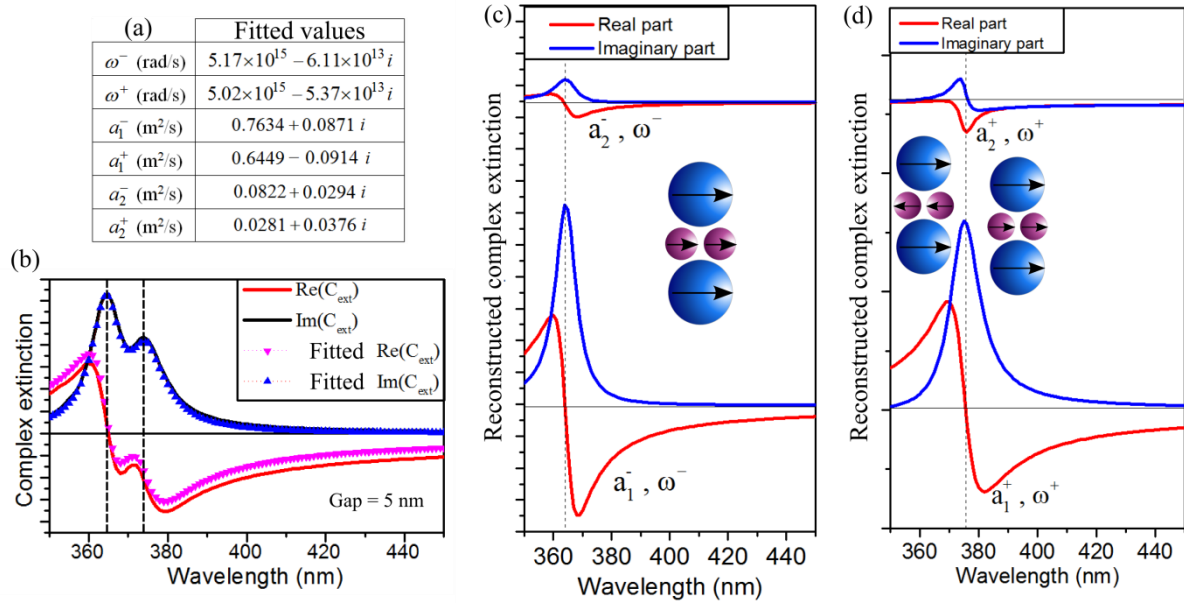 (a)
Fitted values
ω⁻ (rad/s) 5.17×10¹⁵ − 6.11×10¹³ i
ω⁺ (rad/s) 5.02×10¹⁵ − 5.37×10¹³ i
a₁⁻ (m²/s) 0.7634 + 0.0871 i
a₁⁺ (m²/s) 0.6449 − 0.0914 i
a₂⁻ (m²/s) 0.0822 + 0.0294 i
a₂⁺ (m²/s) 0.0281 + 0.0376 i
(b)
Complex extinction
Re(C_ext)
Im(C_ext)
Fitted Re(C_ext)
Fitted Im(C_ext)
Gap = 5 nm
360 380 400 420 440
Wavelength (nm)
(c)
Reconstructed complex extinction
Real part
Imaginary part
a₂⁻ , ω⁻
a₁⁻ , ω⁻
360 380 400 420 440
Wavelength (nm)
(d)
Reconstructed complex extinction
Real part
Imaginary part
a₂⁺ , ω⁺
a₁⁺ , ω⁺
360 380 400 420 440
Wavelength (nm)